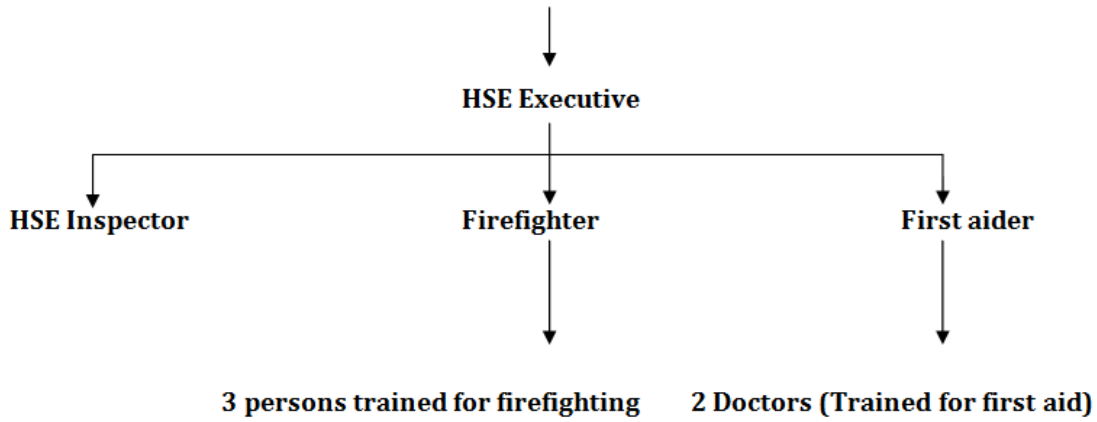 HSE Executive
HSE Inspector
Firefighter
First aider
3 persons trained for firefighting
2 Doctors (Trained for first aid)